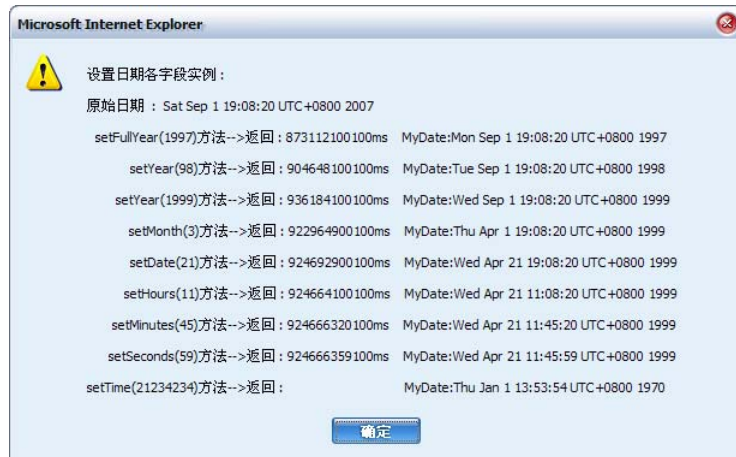 Microsoft Internet Explorer
设置日期各字段实例：
原始日期 ：Sat Sep 1 19:08:20 UTC+0800 2007
setFullYear(1997)方法-->返回：873112100100ms MyDate:Mon Sep 1 19:08:20 UTC+0800 1997
setYear(98)方法-->返回：904648100100ms MyDate:Tue Sep 1 19:08:20 UTC+0800 1998
setYear(1999)方法-->返回：936184100100ms MyDate:Wed Sep 1 19:08:20 UTC+0800 1999
setMonth(3)方法-->返回：922964900100ms MyDate:Thu Apr 1 19:08:20 UTC+0800 1999
setDate(21)方法-->返回：924692900100ms MyDate:Wed Apr 21 19:08:20 UTC+0800 1999
setHours(11)方法-->返回：924664100100ms MyDate:Wed Apr 21 11:08:20 UTC+0800 1999
setMinutes(45)方法-->返回：924666320100ms MyDate:Wed Apr 21 11:45:20 UTC+0800 1999
setSeconds(59)方法-->返回：924666359100ms MyDate:Wed Apr 21 11:45:59 UTC+0800 1999
setTime(21234234)方法-->返回： MyDate:Thu Jan 1 13:53:54 UTC+0800 1970
确定